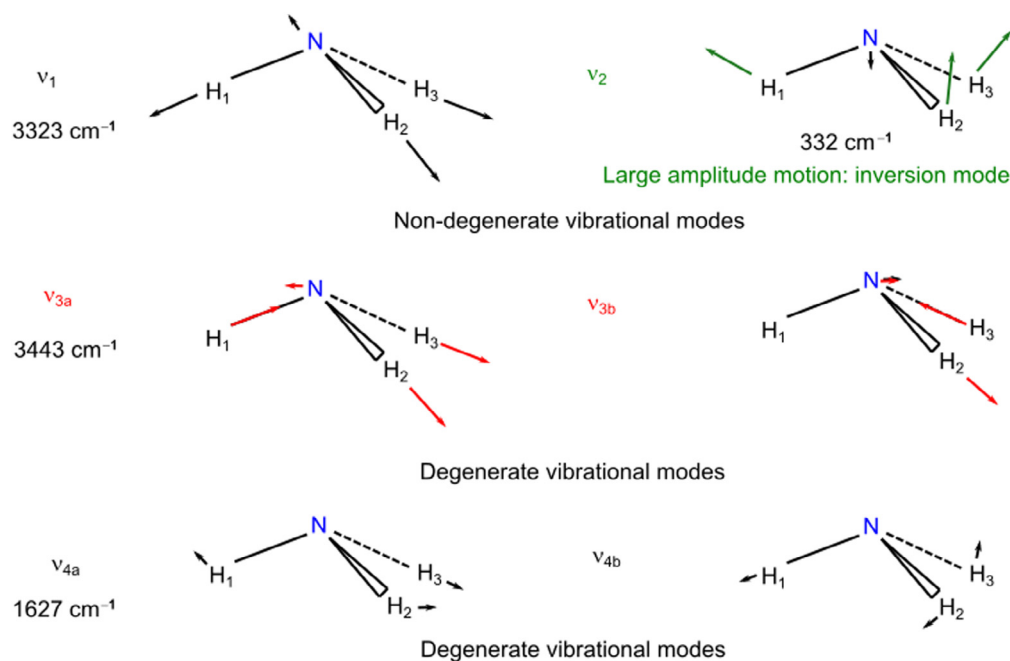 N
ν₁ H₁ H₃
H₂
3323 cm⁻¹
N
ν₂ H₁ H₃
H₂
332 cm⁻¹
Large amplitude motion: inversion mode
Non-degenerate vibrational modes
N
ν₃ₐ H₁ H₃
H₂
3443 cm⁻¹
N
ν₃b H₁ H₃
H₂
Degenerate vibrational modes
N
ν₄ₐ H₁ H₃
H₂
1627 cm⁻¹
N
ν₄b H₁ H₃
H₂
Degenerate vibrational modes